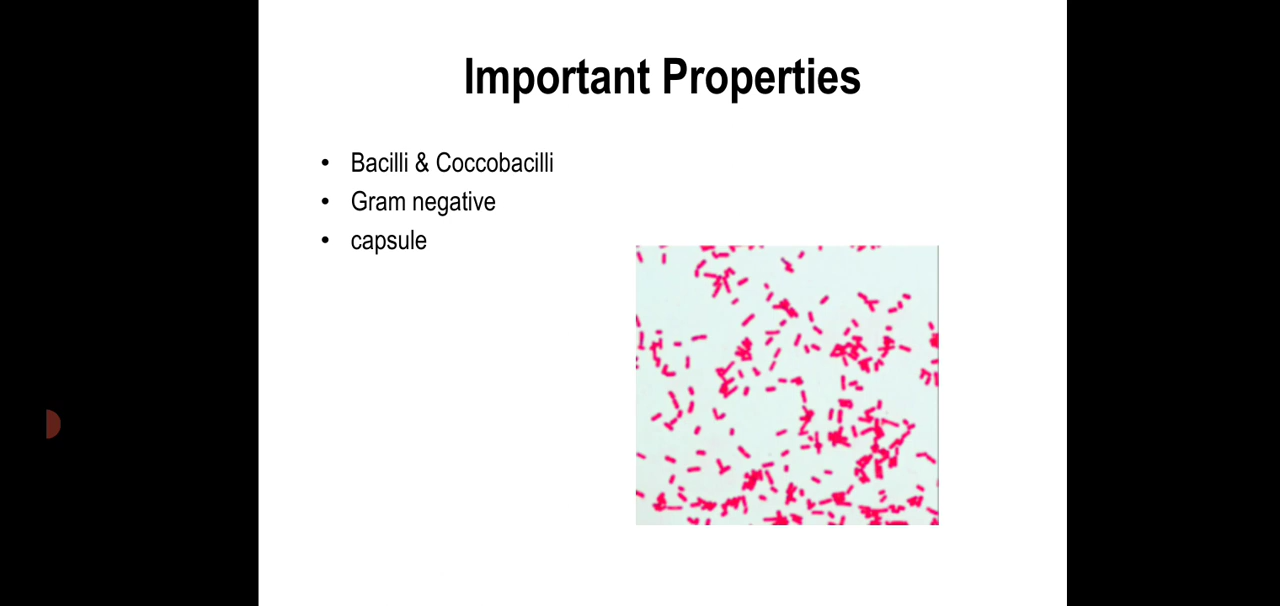 Important Properties
• Bacilli & Coccobacilli
• Gram negative
• capsule